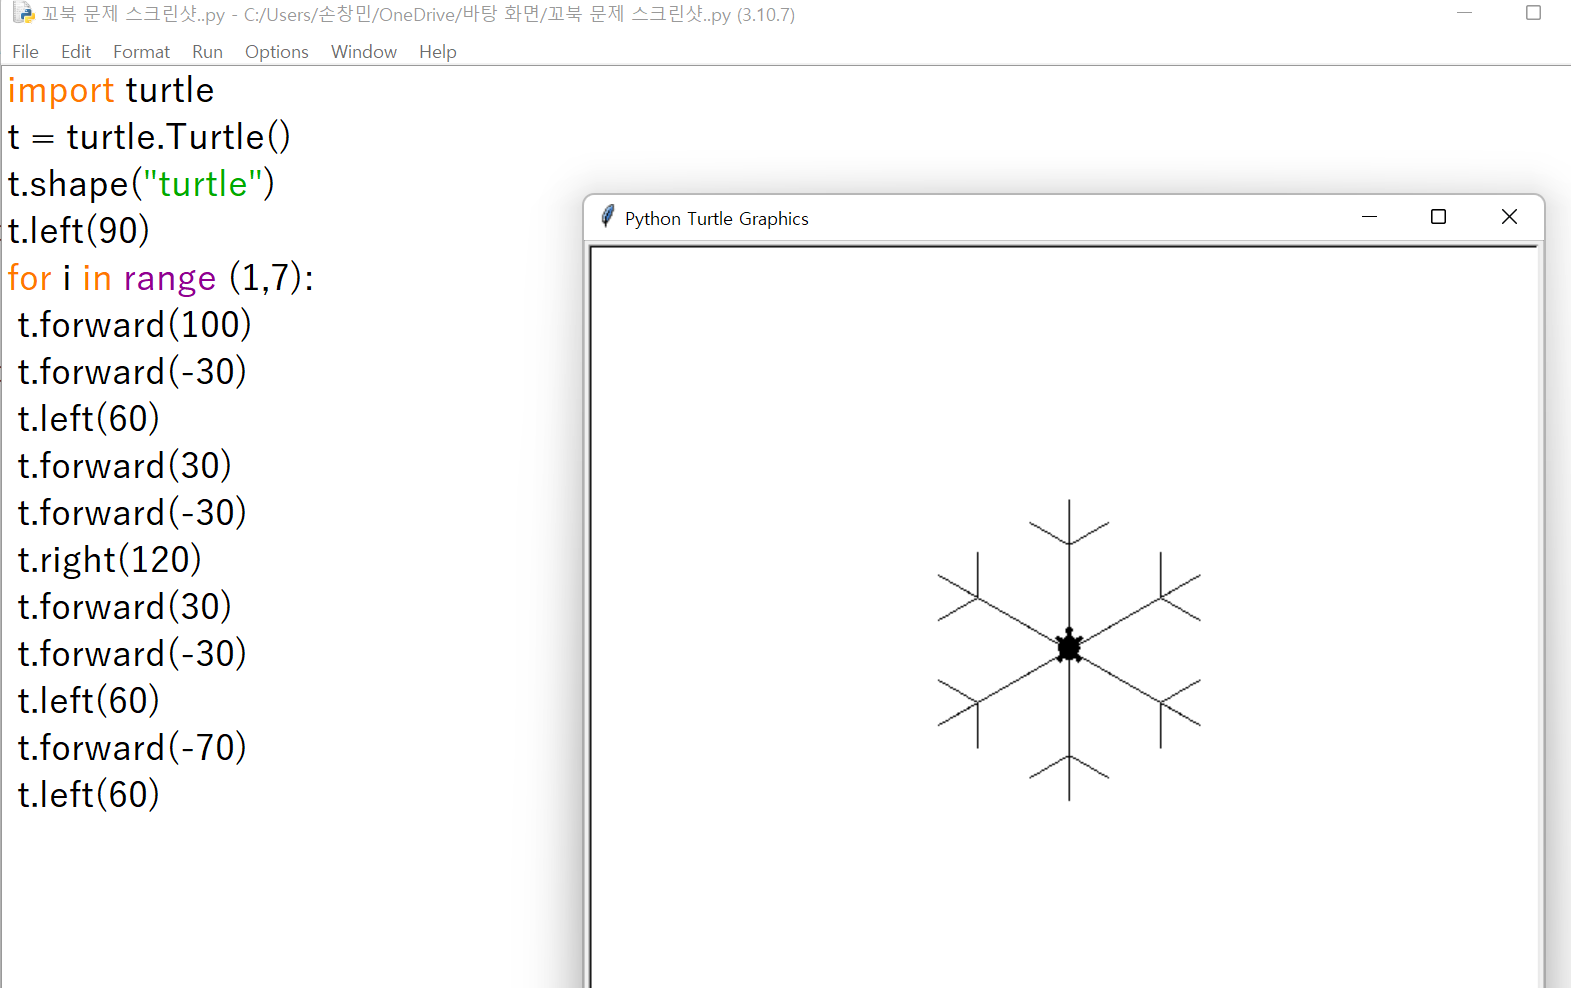 꼬북 문제 스크린샷..py - C:/Users/손창민/OneDrive/바탕 화면/꼬북 문제 스크린샷..py (3.10.7)
File Edit Format Run Options Window Help
import turtle
t = turtle.Turtle()
t.shape("turtle")
t.left(90)
for i in range (1,7):
t.forward(100)
t.forward(-30)
t.left(60)
t.forward(30)
t.forward(-30)
t.right(120)
t.forward(30)
t.forward(-30)
t.left(60)
t.forward(-70)
t.left(60)
Python Turtle Graphics